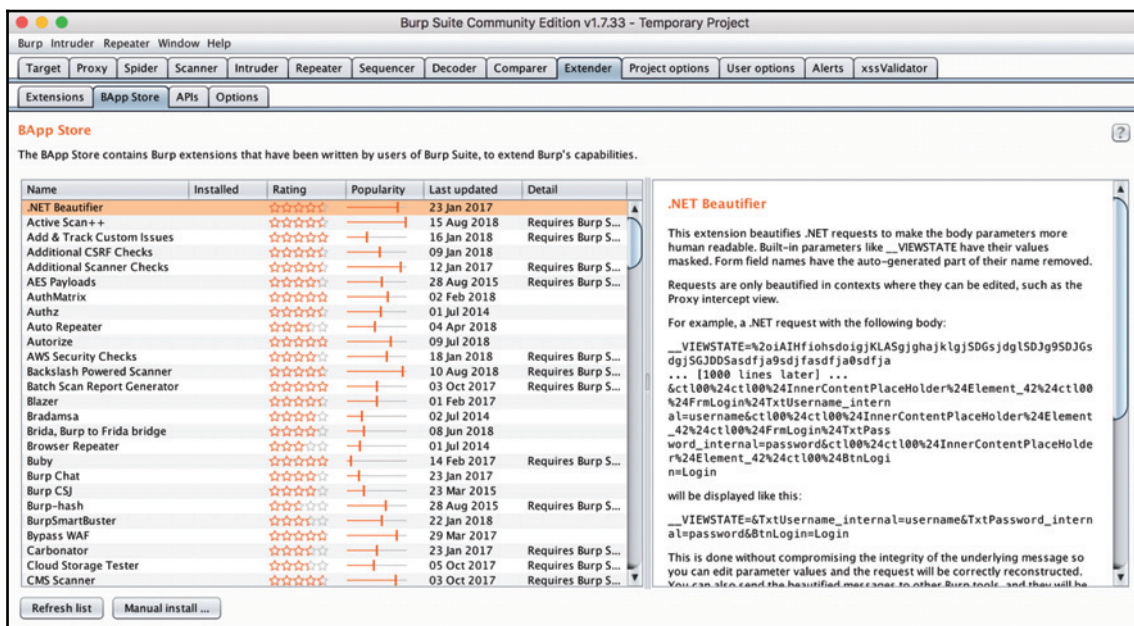 Burp Suite Community Edition v1.7.33 - Temporary Project
Burp Intruder Repeater Window Help
Target Proxy Spider Scanner Intruder Repeater Sequencer Decoder Comparer Extender Project options User options Alerts xssValidator
Extensions BApp Store APIs Options
BApp Store
?
The BApp Store contains Burp extensions that have been written by users of Burp Suite, to extend Burp's capabilities.
Name Installed Rating Popularity Last updated Detail
.NET Beautifier 23 Jan 2017
Active Scan++ 15 Aug 2018 Requires Burp S...
Add & Track Custom Issues 16 Jan 2018 Requires Burp S...
Additional CSRF Checks 09 Jan 2018
Additional Scanner Checks 12 Jan 2017 Requires Burp S...
AES Payloads 28 Aug 2015 Requires Burp S...
AuthMatrix 02 Feb 2018
Authz 01 Jul 2014
Auto Repeater 04 Apr 2018
Autorize 09 Jul 2018
AWS Security Checks 18 Jan 2018 Requires Burp S...
Backslash Powered Scanner 10 Aug 2018 Requires Burp S...
Batch Scan Report Generator 03 Oct 2017 Requires Burp S...
Blazer 01 Feb 2017
Bradamsa 02 Jul 2014
Brida, Burp to Frida bridge 08 Jun 2018
Browser Repeater 01 Jul 2014
Buby 14 Feb 2017 Requires Burp S...
Burp Chat 23 Jan 2017
Burp CSJ 23 Mar 2015
Burp-hash 28 Aug 2015 Requires Burp S...
BurpSmartBuster 22 Jan 2018
Bypass WAF 29 Mar 2017
Carbonator 23 Jan 2017 Requires Burp S...
Cloud Storage Tester 05 Oct 2017 Requires Burp S...
CMS Scanner 03 Oct 2017 Requires Burp S...
.NET Beautifier
This extension beautifies .NET requests to make the body parameters more
human readable. Built-in parameters like __VIEWSTATE have their values
masked. Form field names have the auto-generated part of their name removed.
Requests are only beautified in contexts where they can be edited, such as the
Proxy intercept view.
For example, a .NET request with the following body:
__VIEWSTATE=%2oiAIHfiohsdoigjKLASgjghajklgjSDGsjdglSDJg9SDJGs
dgjSGJDDSasdfja9sdjfasdfja0sdfja
... [1000 lines later] ...
&ctl00%24ctl00%24InnerContentPlaceHolder%24Element_42%24ctl00
%24FrmLogin%24TxtUsername_intern
al=username&ctl00%24ctl00%24InnerContentPlaceHolder%24Element
_42%24ctl00%24FrmLogin%24TxtPass
word_internal=password&ctl00%24ctl00%24InnerContentPlaceHolde
r%24Element_42%24ctl00%24BtnLogi
n=Login
will be displayed like this:
__VIEWSTATE=&TxtUsername_internal=username&TxtPassword_intern
al=password&BtnLogin=Login
This is done without compromising the integrity of the underlying message so
you can edit parameter values and the request will be correctly reconstructed.
You can also send the beautified messages to other Burp tools, and they will be
Refresh list Manual install ...